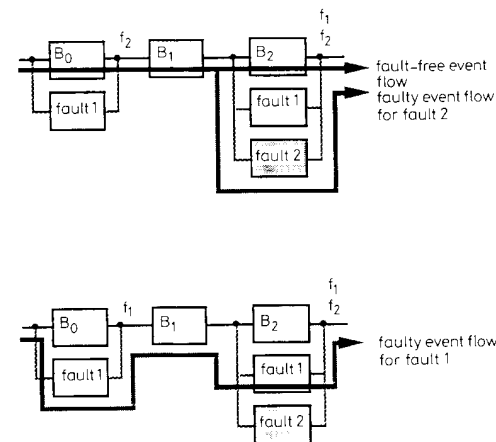 f1
f2
f2
B0
B1
B2
fault-free event
flow
faulty event flow
for fault 2
fault 1
fault 1
fault 2
f1
f1
f2
B0
B1
B2
faulty event flow
for fault 1
fault 1
fault 1
fault 2